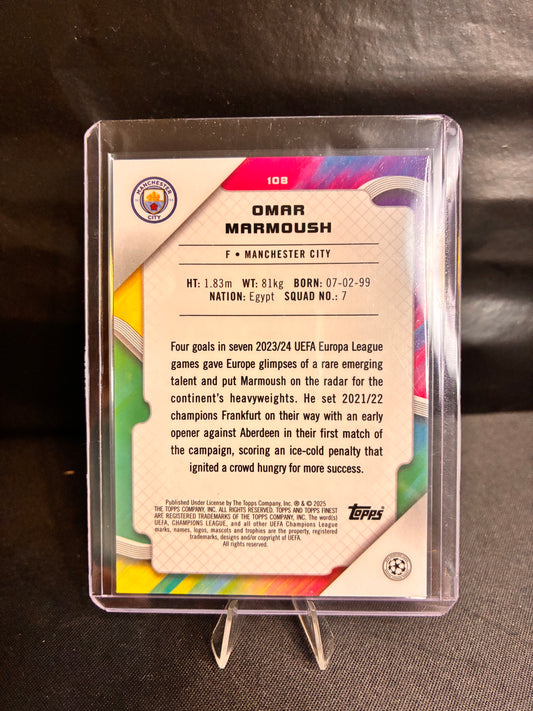 108
MANCHESTER
CITY
OMAR
MARMOUSH
F • MANCHESTER CITY
HT: 1.83m WT: 81kg BORN: 07-02-99
NATION: Egypt SQUAD NO.: 7
Four goals in seven 2023/24 UEFA Europa League
games gave Europe glimpses of a rare emerging
talent and put Marmoush on the radar for the
continent's heavyweights. He set 2021/22
champions Frankfurt on their way with an early
opener against Aberdeen in their first match of
the campaign, scoring an ice-cold penalty that
ignited a crowd hungry for more success.
Published Under License by The Topps Company, Inc. ® & © 2025
THE TOPPS COMPANY, INC. ALL RIGHTS RESERVED. TOPPS AND TOPPS FINEST
ARE REGISTERED TRADEMARKS OF THE TOPPS COMPANY, INC. The word(s)
UEFA, CHAMPIONS LEAGUE, and all other UEFA Champions League
marks, names, logos, mascots and trophies are the property, registered
trademarks, designs and/or copyright of UEFA.
All rights reserved.
Topps